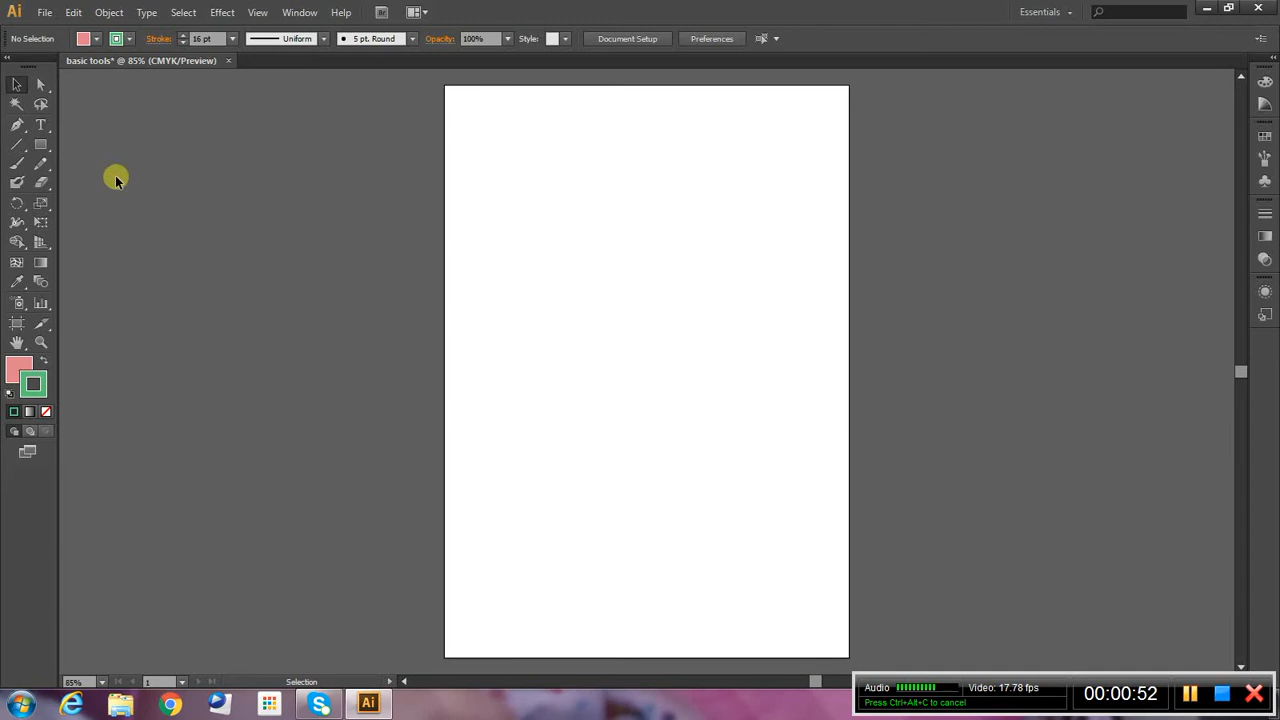 Ai File Edit Object Type Select Effect View Window Help Br Essentials
No Selection Stroke: 16 pt Uniform 5 pt. Round Opacity: 100% Style: Document Setup Preferences
basic tools* @ 85% (CMYK/Preview) ×
T
85% 1 Selection
Audio Video: 17.78 fps 00:00:52
Press Ctrl+Alt+C to cancel
Ai